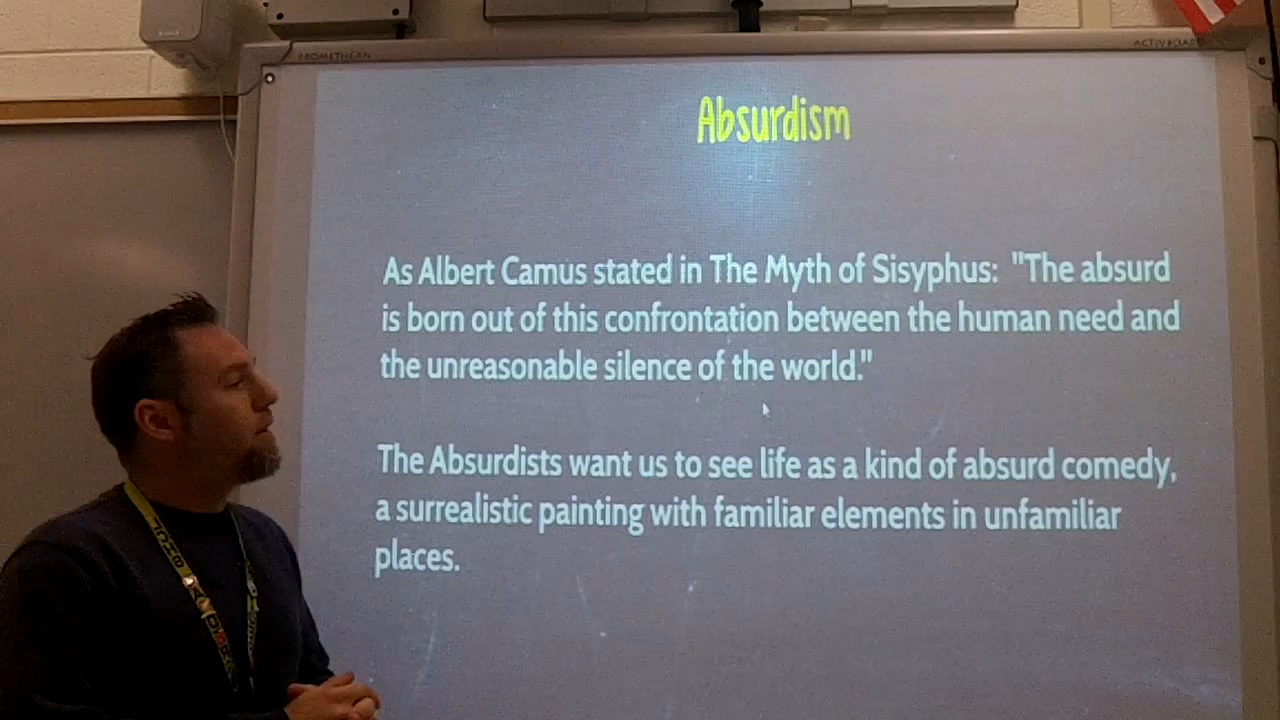 PROMETHEAN
ACTIVBOARD
Absurdism
As Albert Camus stated in The Myth of Sisyphus: "The absurd
is born out of this confrontation between the human need and
the unreasonable silence of the world."
The Absurdists want us to see life as a kind of absurd comedy,
a surrealistic painting with familiar elements in unfamiliar
places.